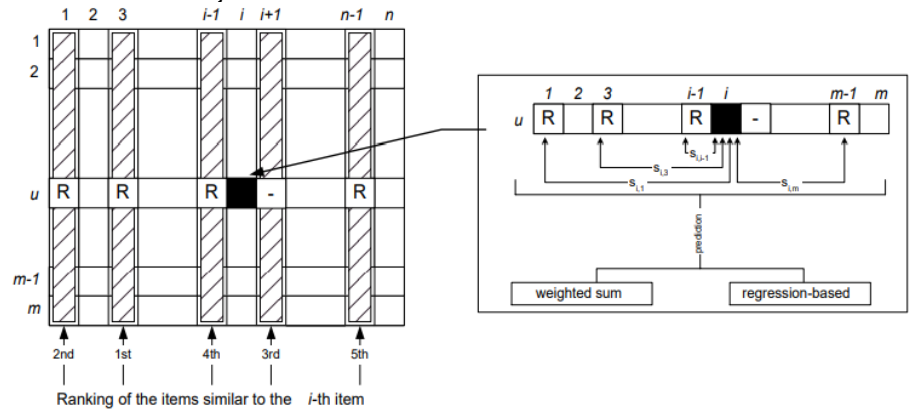 1 2 3 i-1 i i+1 n-1 n
1
2
u R R R - R
m-1
m
2nd 1st 4th 3rd 5th
Ranking of the items similar to the i-th item
1 2 3 i-1 i m-1 m
u R R R - R
s_{i,i-1}
s_{i,3}
s_{i,1} s_{i,m}
prediction
weighted sum regression-based